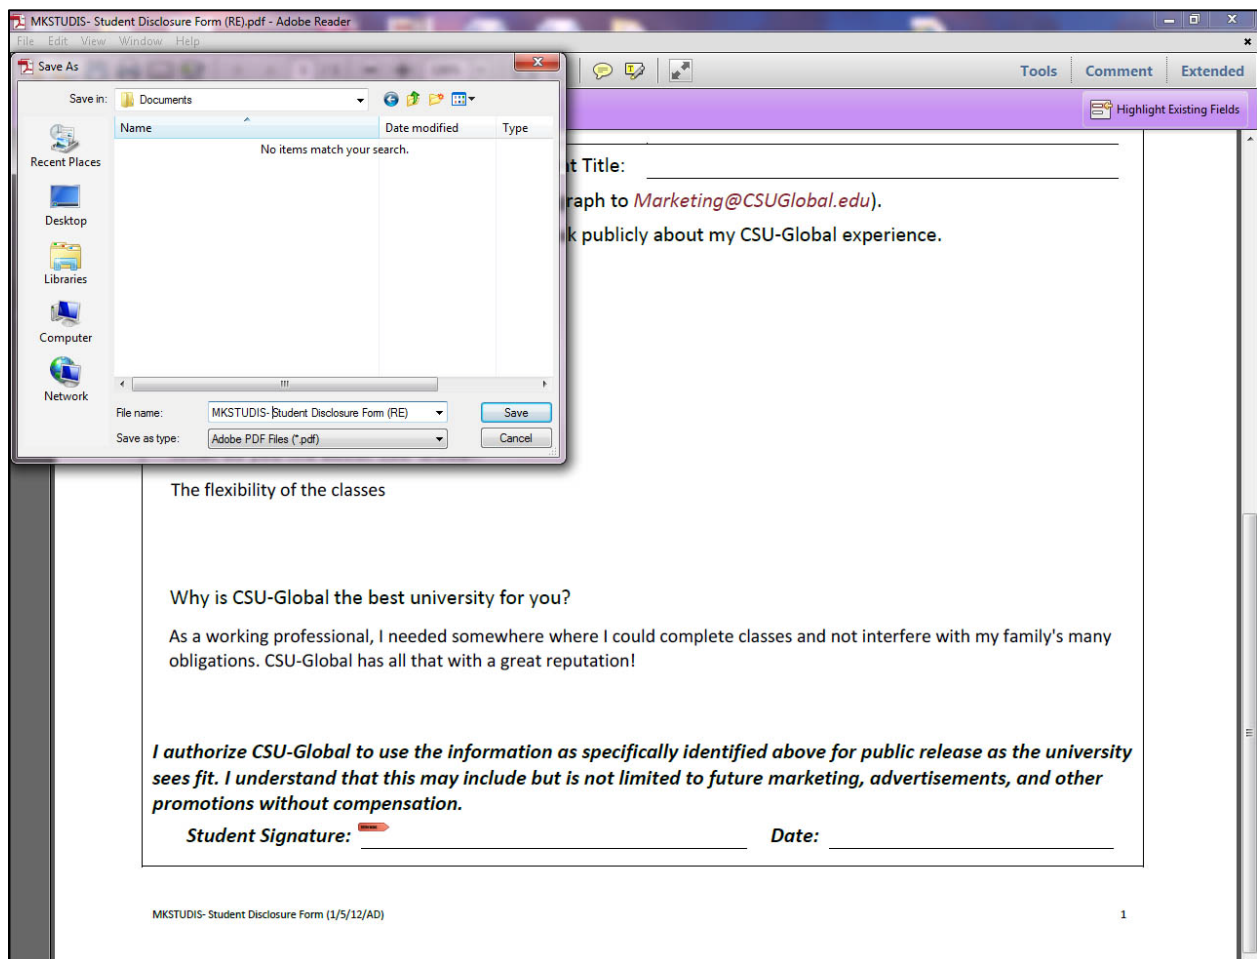 MKSTUDIS- Student Disclosure Form (RE).pdf - Adobe Reader
File Edit View Window Help
Save As
Tools Comment Extended
Save in: Documents
Highlight Existing Fields
Name Date modified Type
No items match your search.
Recent Places
Desktop
Libraries
Computer
Network
File name: MKSTUDIS- Student Disclosure Form (RE) Save
Save as type: Adobe PDF Files (*.pdf) Cancel
t Title:
raph to Marketing@CSUGlobal.edu).
k publicly about my CSU-Global experience.
The flexibility of the classes
Why is CSU-Global the best university for you?
As a working professional, I needed somewhere where I could complete classes and not interfere with my family's many
obligations. CSU-Global has all that with a great reputation!
I authorize CSU-Global to use the information as specifically identified above for public release as the university
sees fit. I understand that this may include but is not limited to future marketing, advertisements, and other
promotions without compensation.
Student Signature: Date:
MKSTUDIS- Student Disclosure Form (1/5/12/AD) 1